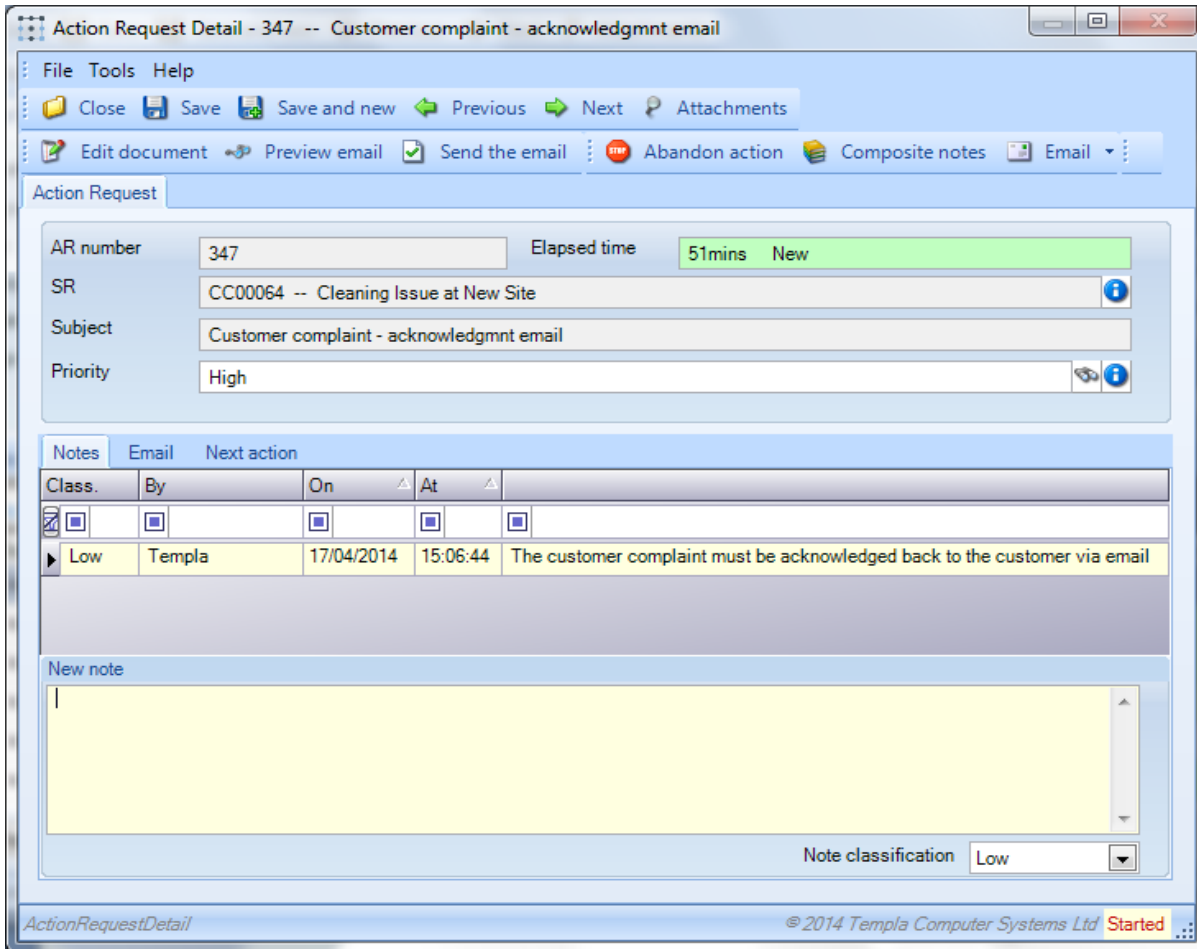 Action Request Detail - 347 -- Customer complaint - acknowledgmnt email
File Tools Help
Close Save Save and new Previous Next Attachments
Edit document Preview email Send the email STOP Abandon action Composite notes Email
Action Request
AR number 347 Elapsed time 51mins New
SR CC00064 -- Cleaning Issue at New Site
Subject Customer complaint - acknowledgmnt email
Priority High
Notes Email Next action
Class. By On At
Low Templa 17/04/2014 15:06:44 The customer complaint must be acknowledged back to the customer via email
New note
Note classification Low
ActionRequestDetail © 2014 Templa Computer Systems Ltd Started